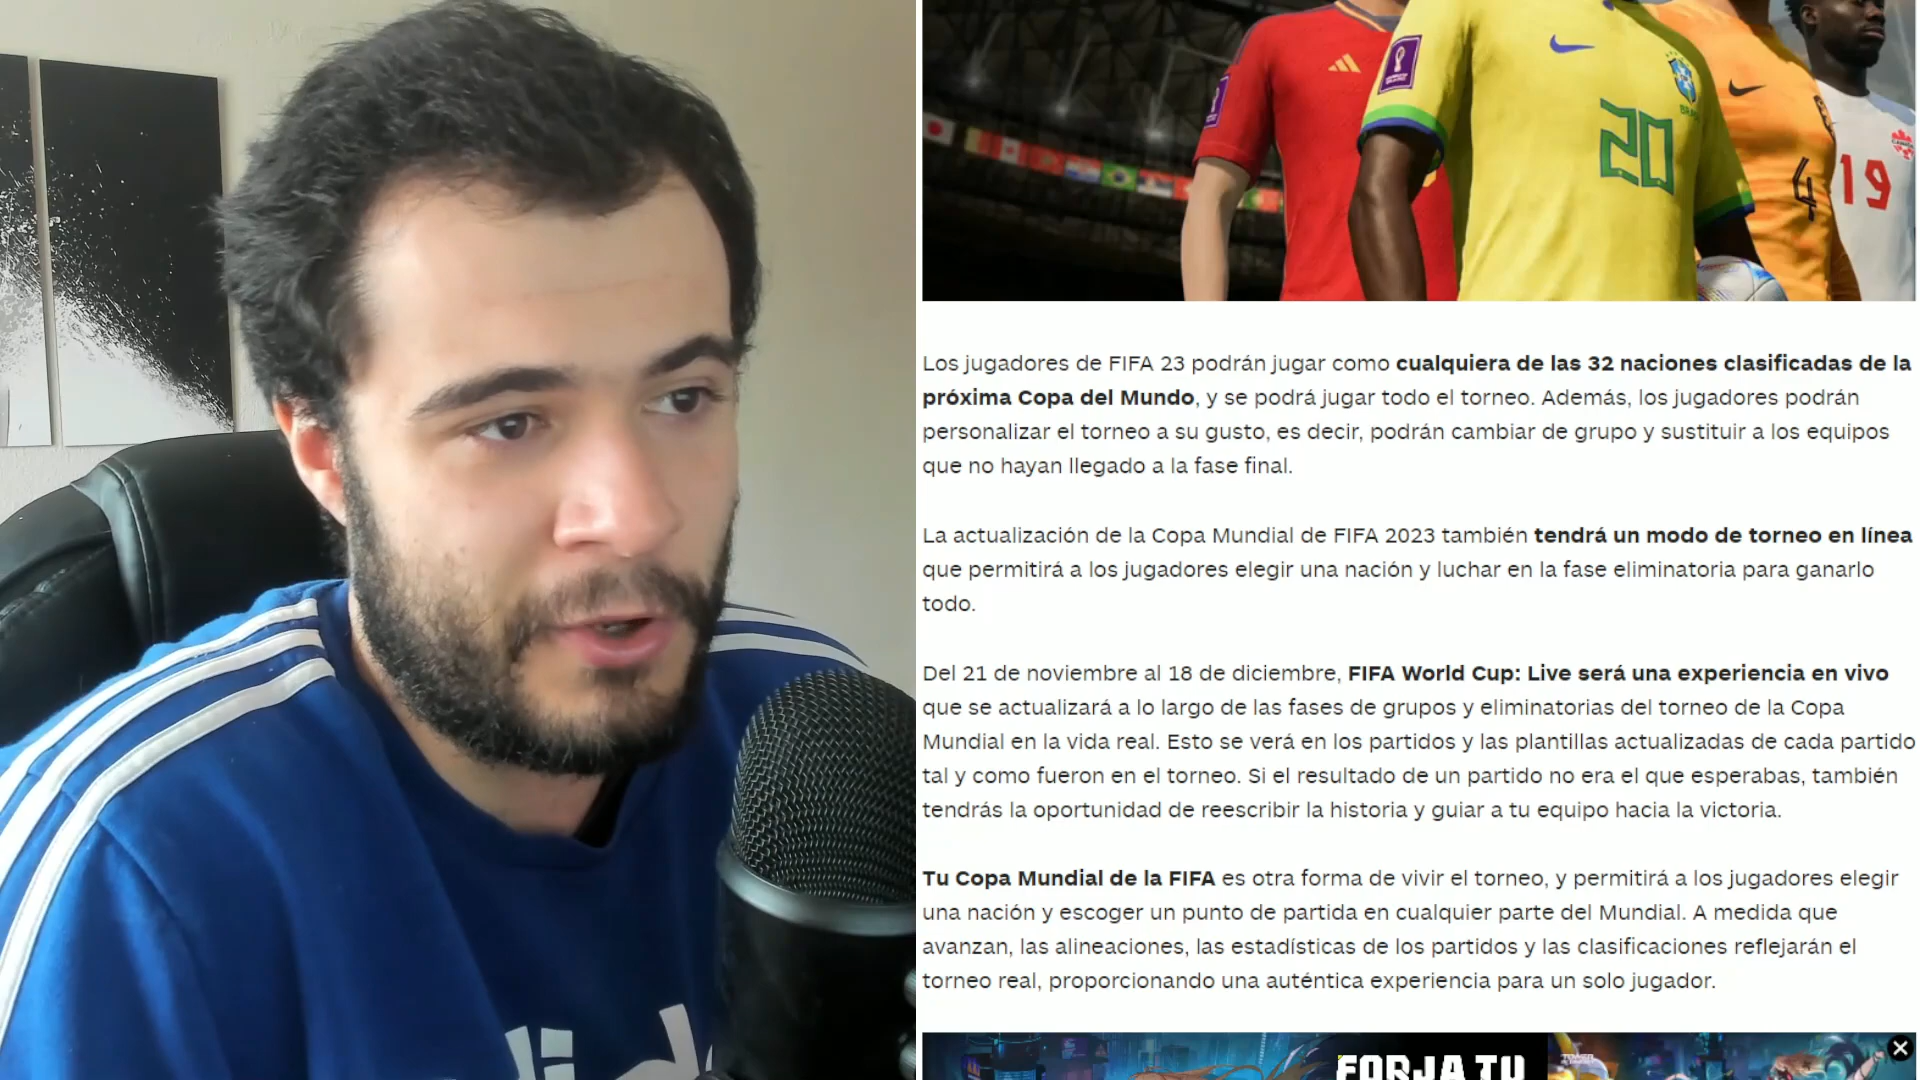 20
BRA
4
19
CANADA
Los jugadores de FIFA 23 podrán jugar como cualquiera de las 32 naciones clasificadas de la
próxima Copa del Mundo, y se podrá jugar todo el torneo. Además, los jugadores podrán
personalizar el torneo a su gusto, es decir, podrán cambiar de grupo y sustituir a los equipos
que no hayan llegado a la fase final.
La actualización de la Copa Mundial de FIFA 2023 también tendrá un modo de torneo en línea
que permitirá a los jugadores elegir una nación y luchar en la fase eliminatoria para ganarlo
todo.
Del 21 de noviembre al 18 de diciembre, FIFA World Cup: Live será una experiencia en vivo
que se actualizará a lo largo de las fases de grupos y eliminatorias del torneo de la Copa
Mundial en la vida real. Esto se verá en los partidos y las plantillas actualizadas de cada partido
tal y como fueron en el torneo. Si el resultado de un partido no era el que esperabas, también
tendrás la oportunidad de reescribir la historia y guiar a tu equipo hacia la victoria.
Tu Copa Mundial de la FIFA es otra forma de vivir el torneo, y permitirá a los jugadores elegir
una nación y escoger un punto de partida en cualquier parte del Mundial. A medida que
avanzan, las alineaciones, las estadísticas de los partidos y las clasificaciones reflejarán el
torneo real, proporcionando una auténtica experiencia para un solo jugador.
FORJA TU